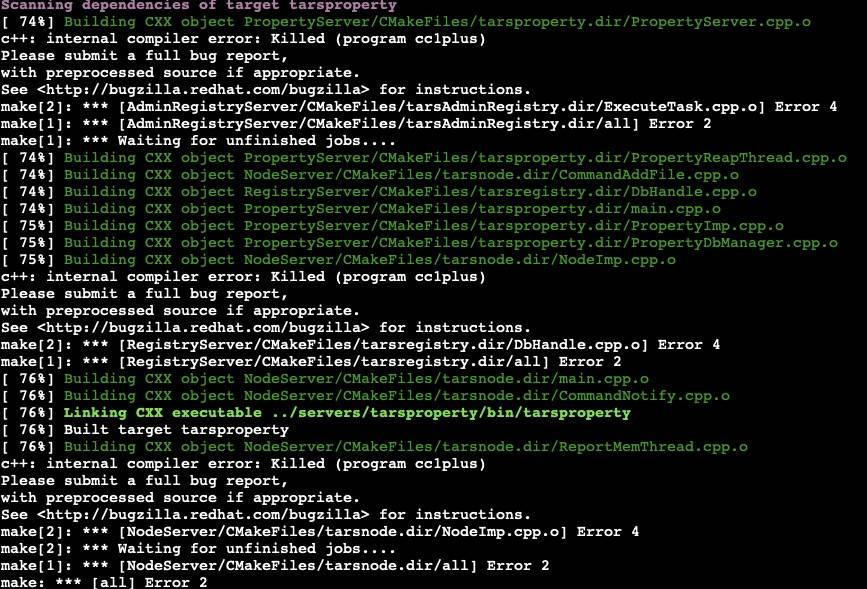 Scanning dependencies of target tarsproperty
[ 74%] Building CXX object PropertyServer/CMakeFiles/tarsproperty.dir/PropertyServer.cpp.o
c++: internal compiler error: Killed (program cc1plus)
Please submit a full bug report,
with preprocessed source if appropriate.
See <http://bugzilla.redhat.com/bugzilla> for instructions.
make[2]: *** [AdminRegistryServer/CMakeFiles/tarsAdminRegistry.dir/ExecuteTask.cpp.o] Error 4
make[1]: *** [AdminRegistryServer/CMakeFiles/tarsAdminRegistry.dir/all] Error 2
make[1]: *** Waiting for unfinished jobs....
[ 74%] Building CXX object PropertyServer/CMakeFiles/tarsproperty.dir/PropertyReapThread.cpp.o
[ 74%] Building CXX object NodeServer/CMakeFiles/tarsnode.dir/CommandAddFile.cpp.o
[ 74%] Building CXX object RegistryServer/CMakeFiles/tarsregistry.dir/DbHandle.cpp.o
[ 74%] Building CXX object PropertyServer/CMakeFiles/tarsproperty.dir/main.cpp.o
[ 75%] Building CXX object PropertyServer/CMakeFiles/tarsproperty.dir/PropertyImp.cpp.o
[ 75%] Building CXX object PropertyServer/CMakeFiles/tarsproperty.dir/PropertyDbManager.cpp.o
[ 75%] Building CXX object NodeServer/CMakeFiles/tarsnode.dir/NodeImp.cpp.o
c++: internal compiler error: Killed (program cc1plus)
Please submit a full bug report,
with preprocessed source if appropriate.
See <http://bugzilla.redhat.com/bugzilla> for instructions.
make[2]: *** [RegistryServer/CMakeFiles/tarsregistry.dir/DbHandle.cpp.o] Error 4
make[1]: *** [RegistryServer/CMakeFiles/tarsregistry.dir/all] Error 2
[ 76%] Building CXX object NodeServer/CMakeFiles/tarsnode.dir/main.cpp.o
[ 76%] Building CXX object NodeServer/CMakeFiles/tarsnode.dir/CommandNotify.cpp.o
[ 76%] Linking CXX executable ../servers/tarsproperty/bin/tarsproperty
[ 76%] Built target tarsproperty
[ 76%] Building CXX object NodeServer/CMakeFiles/tarsnode.dir/ReportMemThread.cpp.o
c++: internal compiler error: Killed (program cc1plus)
Please submit a full bug report,
with preprocessed source if appropriate.
See <http://bugzilla.redhat.com/bugzilla> for instructions.
make[2]: *** [NodeServer/CMakeFiles/tarsnode.dir/NodeImp.cpp.o] Error 4
make[2]: *** Waiting for unfinished jobs....
make[1]: *** [NodeServer/CMakeFiles/tarsnode.dir/all] Error 2
make: *** [all] Error 2